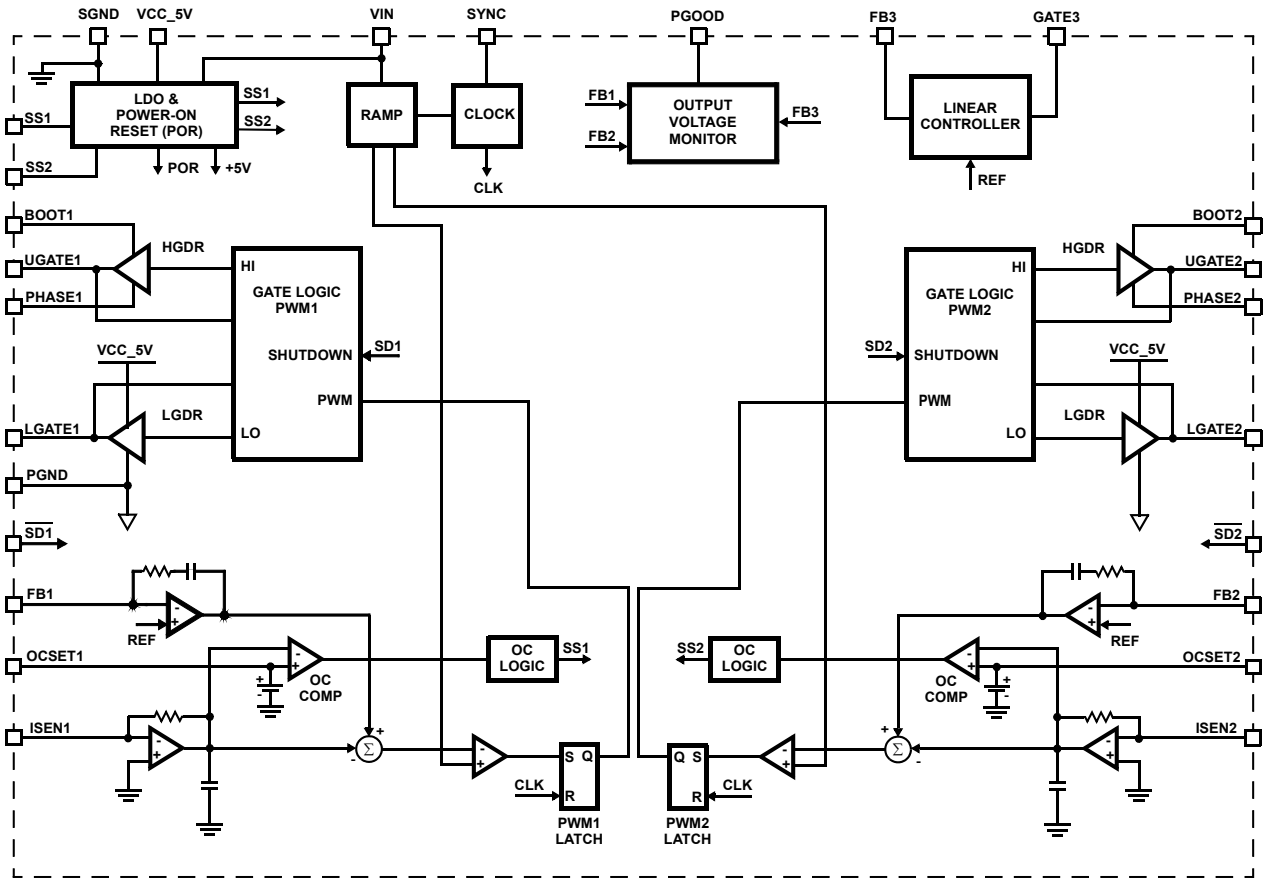 SGND VCC_5V VIN SYNC PGOOD FB3 GATE3
LDO &
POWER-ON
RESET (POR)
SS1
SS2
SS1
SS2
POR
+5V
RAMP
CLOCK
CLK
FB1
FB2
OUTPUT
VOLTAGE
MONITOR
FB3
LINEAR
CONTROLLER
REF
BOOT1
UGATE1
PHASE1
HGDR
HI
GATE LOGIC
PWM1
SHUTDOWN
SD1
PWM
LO
VCC_5V
LGDR
LGATE1
PGND
SD1
BOOT2
UGATE2
PHASE2
HGDR
HI
GATE LOGIC
PWM2
SD2
SHUTDOWN
PWM
LO
VCC_5V
LGDR
LGATE2
SD2
FB1
-
+
REF
OCSET1
-
+
OC
COMP
+
-
OC
LOGIC
SS1
ISEN1
-
+
+
-
Σ
-
+
S Q
R
CLK
PWM1
LATCH
FB2
-
+
REF
OCSET2
-
+
OC
COMP
+
-
OC
LOGIC
SS2
ISEN2
-
+
+
-
Σ
-
+
Q S
R
CLK
PWM2
LATCH